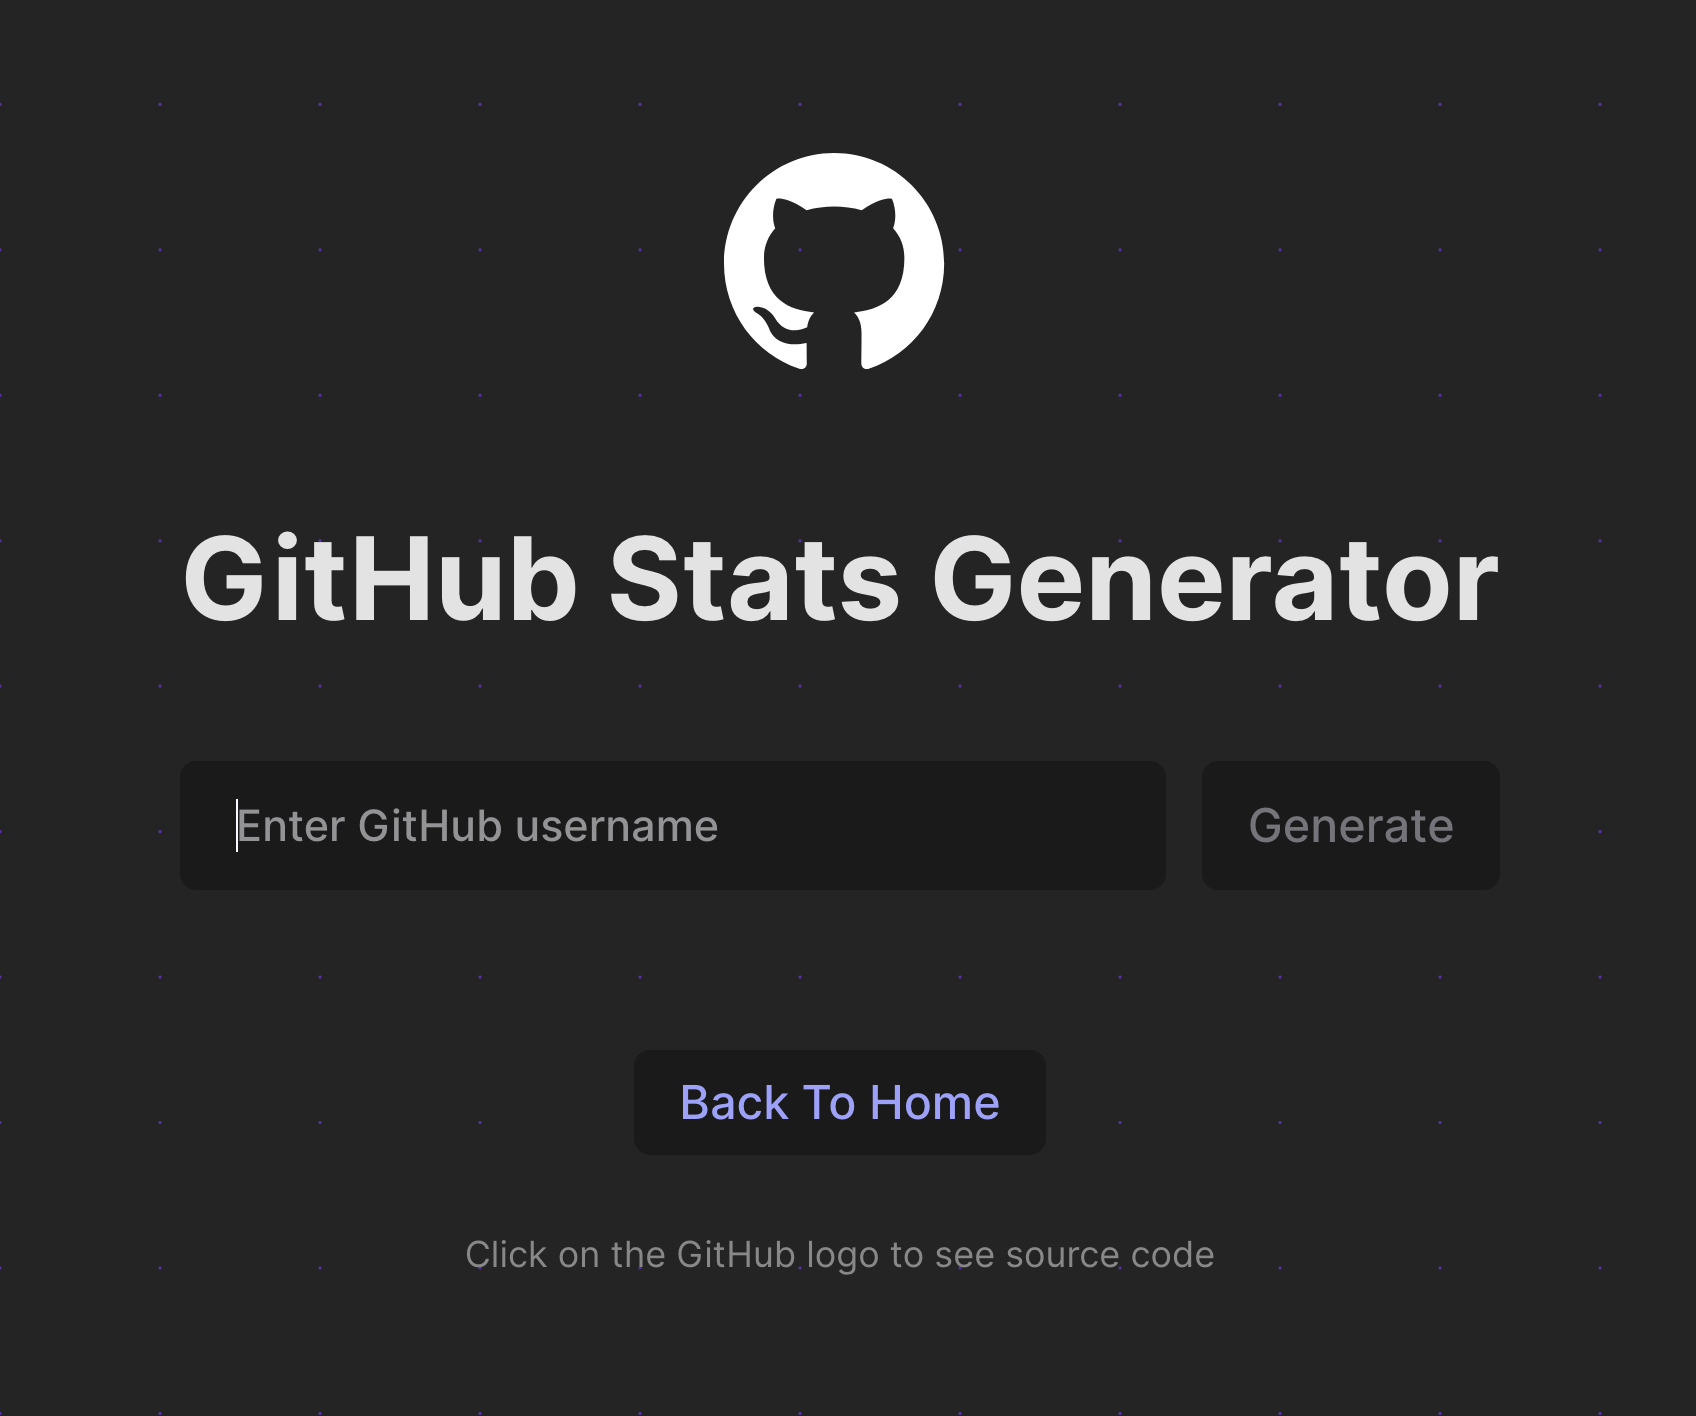 GitHub Stats Generator
Enter GitHub username
Generate
Back To Home
Click on the GitHub logo to see source code